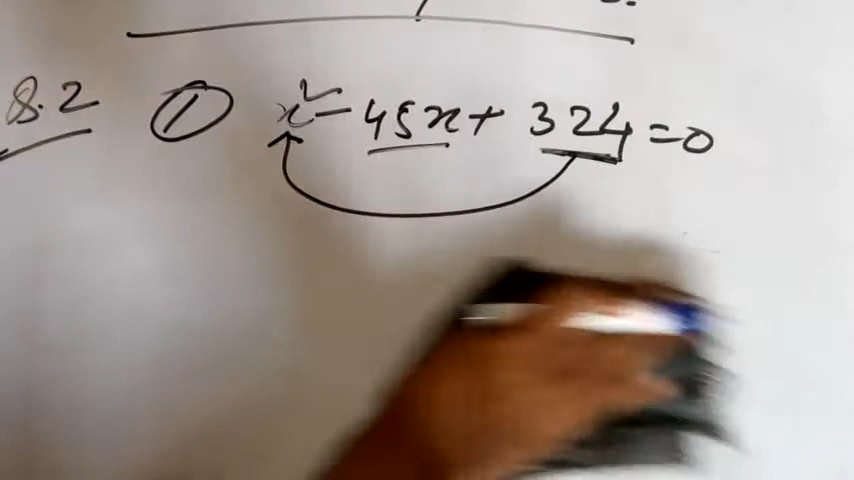 8.2 ① x² - 45x + 324 = 0